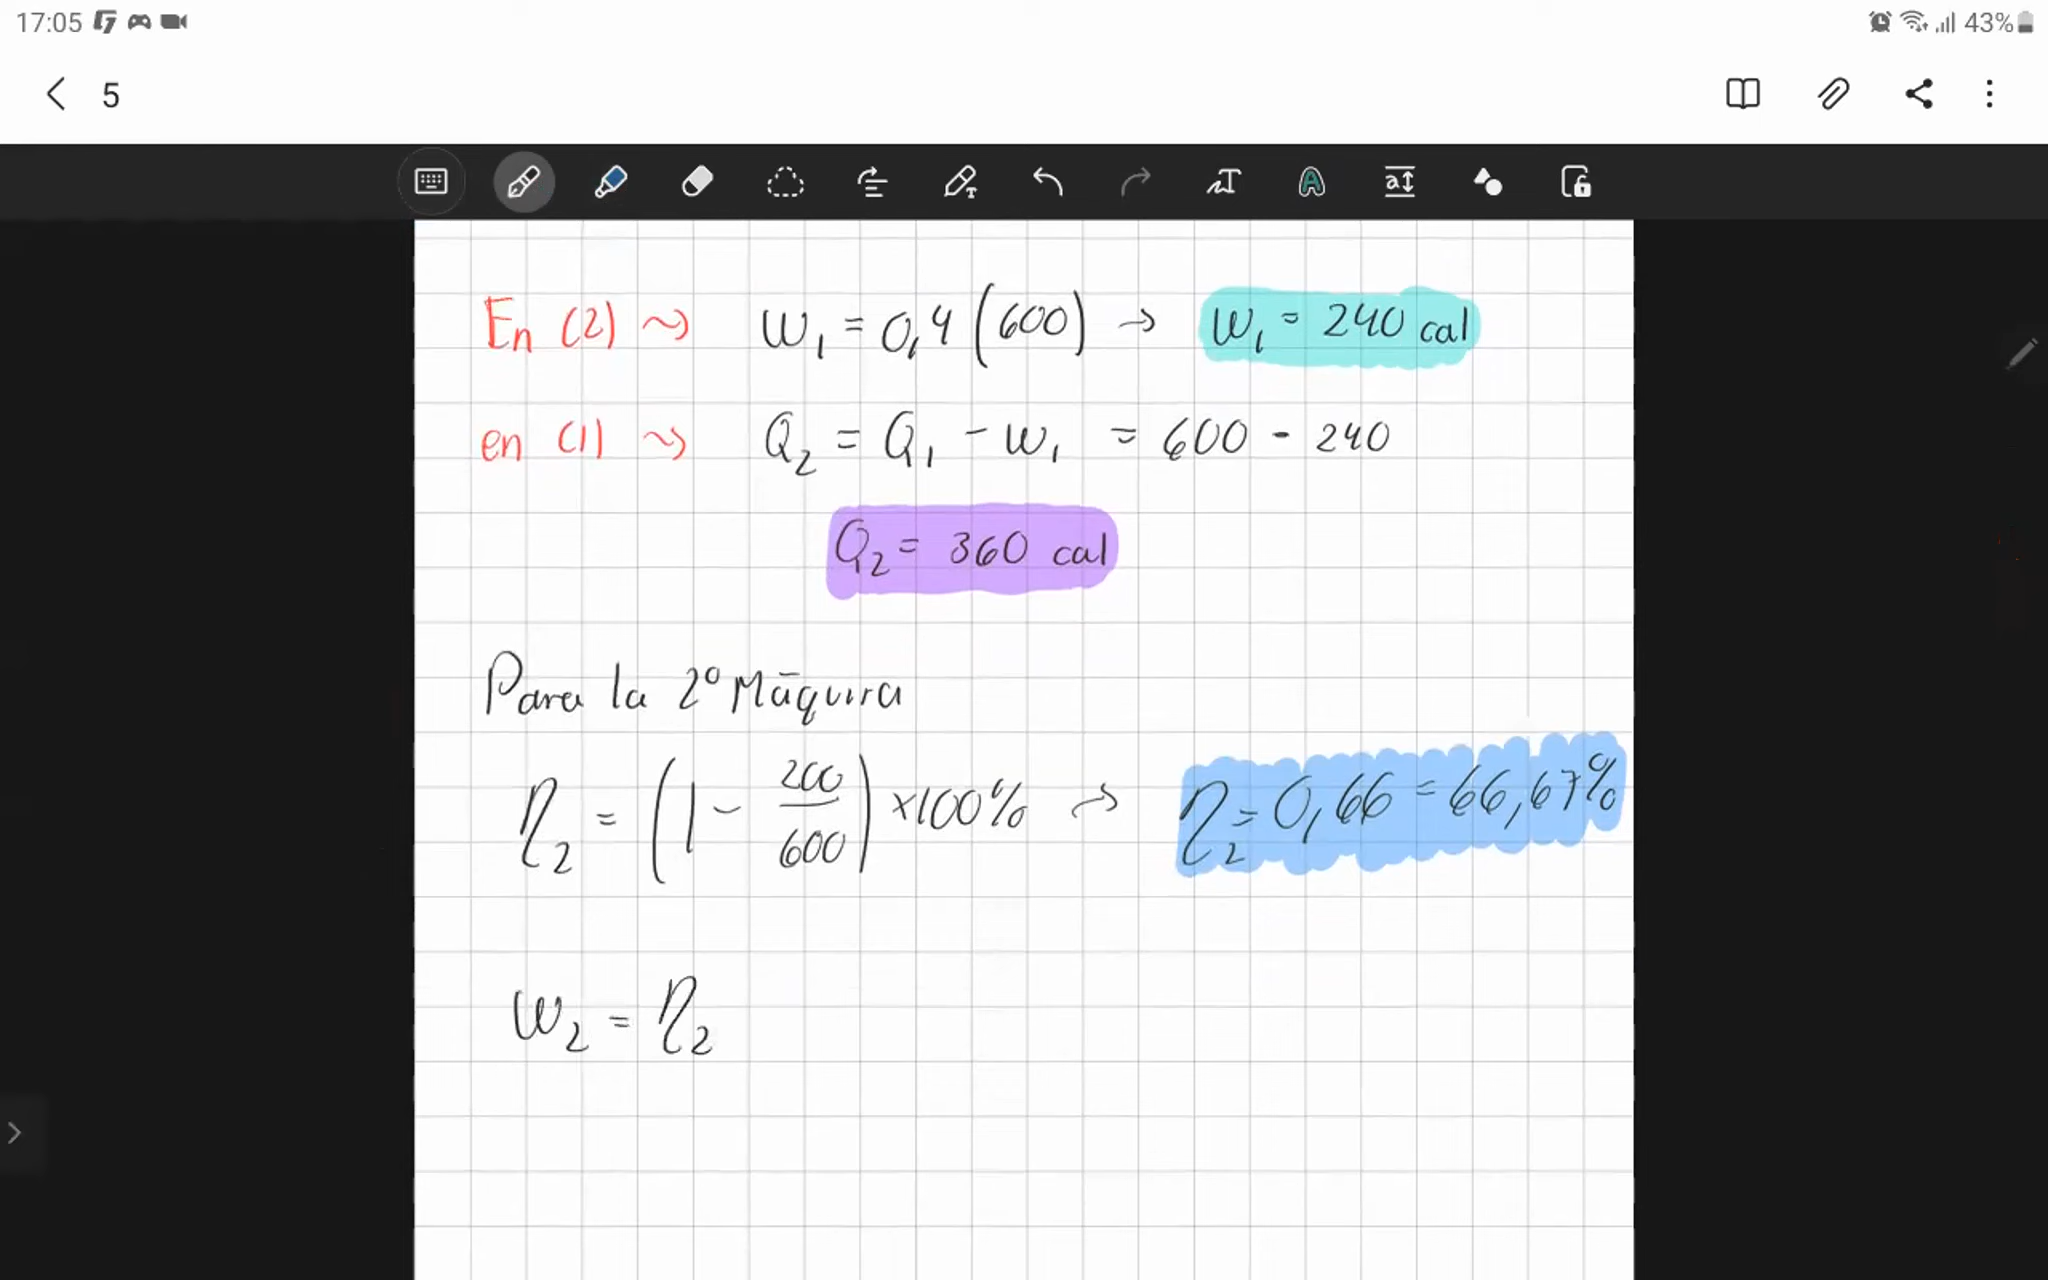 17:05 43%
5
En (2) ~> W₁ = 0,4 (600) → W₁ = 240 cal
en (1) ~> Q₂ = Q₁ - W₁ = 600 - 240
Q₂ = 360 cal
Para la 2° Máquina
η₂ = (1 - 200/600) ×100% → η₂ = 0,66 = 66,67%
W₂ = η₂